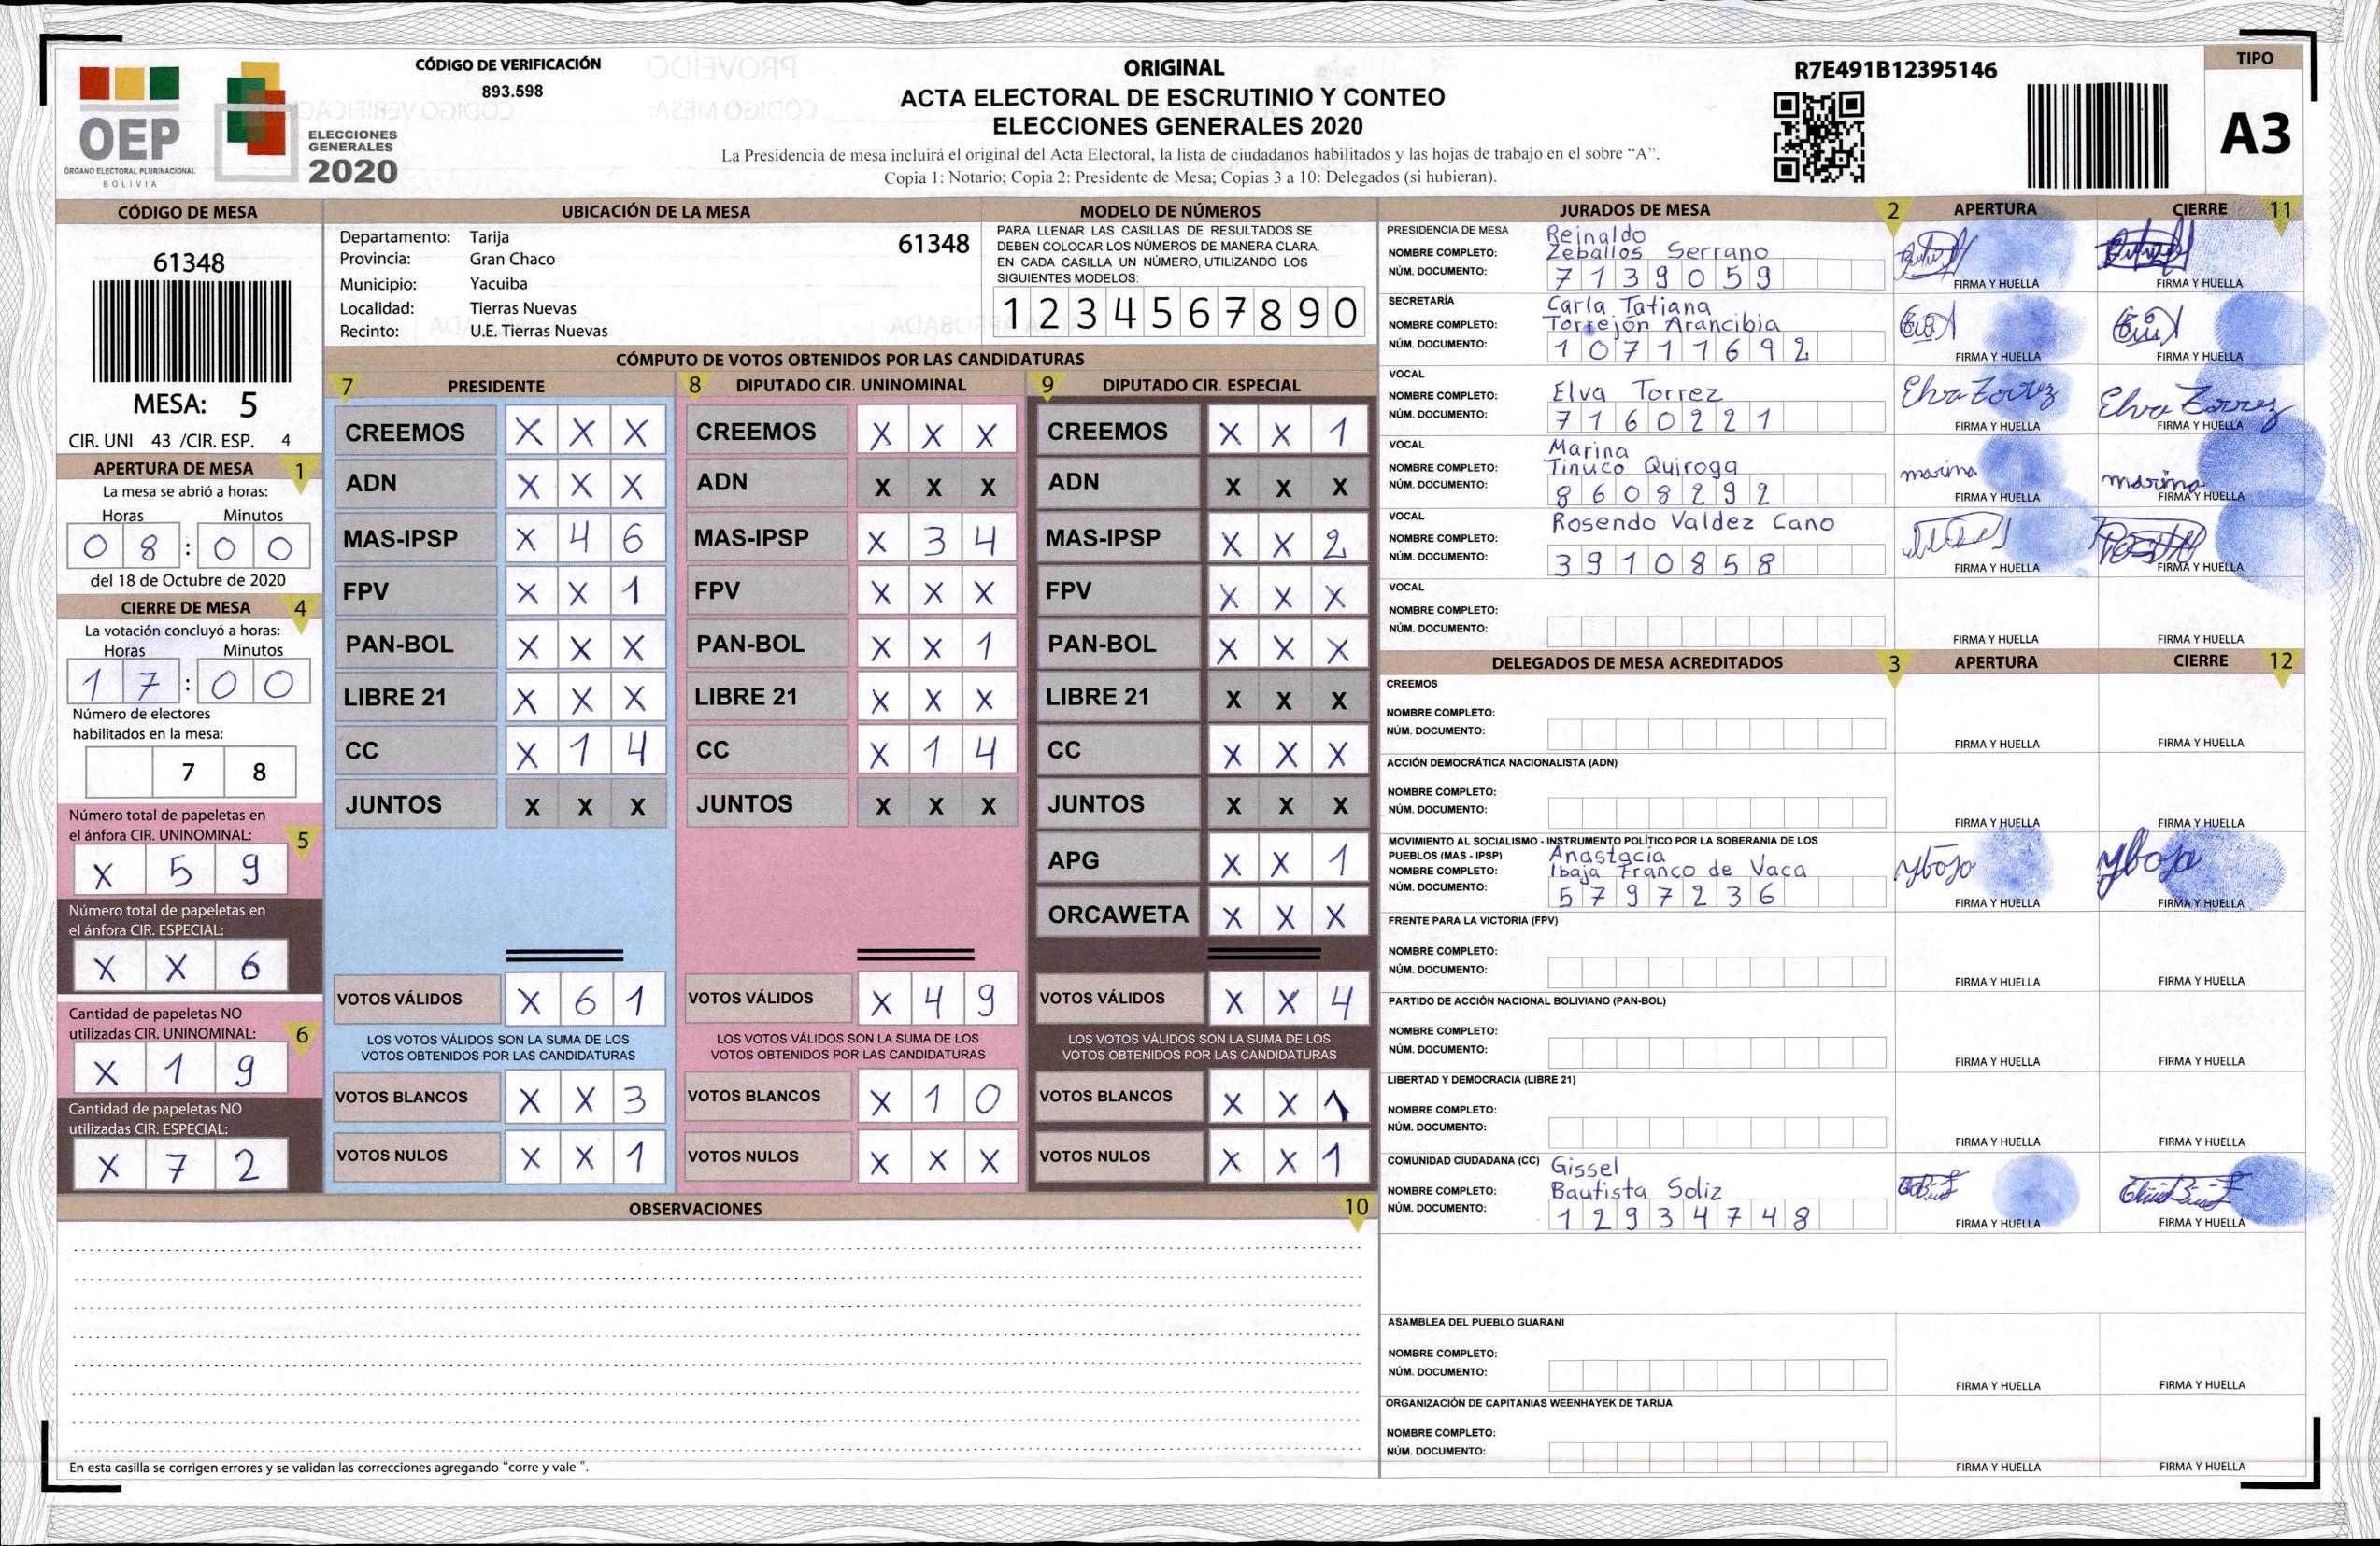 OEP
ÓRGANO ELECTORAL PLURINACIONAL
BOLIVIA
ELECCIONES
GENERALES
2020
CÓDIGO DE VERIFICACIÓN
893.598
ORIGINAL
ACTA ELECTORAL DE ESCRUTINIO Y CONTEO
ELECCIONES GENERALES 2020
La Presidencia de mesa incluirá el original del Acta Electoral, la lista de ciudadanos habilitados y las hojas de trabajo en el sobre “A”.
Copia 1: Notario; Copia 2: Presidente de Mesa; Copias 3 a 10: Delegados (si hubieran).
R7E491B12395146
TIPO
A3
CÓDIGO DE MESA
61348
MESA: 5
CIR. UNI 43 /CIR. ESP. 4
APERTURA DE MESA 1
La mesa se abrió a horas:
Horas Minutos
0 8 : 0 0
del 18 de Octubre de 2020
CIERRE DE MESA 4
La votación concluyó a horas:
Horas Minutos
1 7 : 0 0
Número de electores
habilitados en la mesa:
7 8
Número total de papeletas en
el ánfora CIR. UNINOMINAL: 5
X 5 9
Número total de papeletas en
el ánfora CIR. ESPECIAL:
X X 6
Cantidad de papeletas NO
utilizadas CIR. UNINOMINAL: 6
X 1 9
Cantidad de papeletas NO
utilizadas CIR. ESPECIAL:
X 7 2
UBICACIÓN DE LA MESA
Departamento: Tarija 61348
Provincia: Gran Chaco
Municipio: Yacuiba
Localidad: Tierras Nuevas
Recinto: U.E. Tierras Nuevas
MODELO DE NÚMEROS
PARA LLENAR LAS CASILLAS DE RESULTADOS SE
DEBEN COLOCAR LOS NÚMEROS DE MANERA CLARA.
EN CADA CASILLA UN NÚMERO, UTILIZANDO LOS
SIGUIENTES MODELOS:
1 2 3 4 5 6 7 8 9 0
CÓMPUTO DE VOTOS OBTENIDOS POR LAS CANDIDATURAS
7 PRESIDENTE
CREEMOS X X X
ADN X X X
MAS-IPSP X 4 6
FPV X X 1
PAN-BOL X X X
LIBRE 21 X X X
CC X 1 4
JUNTOS X X X
VOTOS VÁLIDOS X 6 1
LOS VOTOS VÁLIDOS SON LA SUMA DE LOS
VOTOS OBTENIDOS POR LAS CANDIDATURAS
VOTOS BLANCOS X X 3
VOTOS NULOS X X 1
8 DIPUTADO CIR. UNINOMINAL
CREEMOS X X X
ADN X X X
MAS-IPSP X 3 4
FPV X X X
PAN-BOL X X 1
LIBRE 21 X X X
CC X 1 4
JUNTOS X X X
VOTOS VÁLIDOS X 4 9
LOS VOTOS VÁLIDOS SON LA SUMA DE LOS
VOTOS OBTENIDOS POR LAS CANDIDATURAS
VOTOS BLANCOS X 1 0
VOTOS NULOS X X X
9 DIPUTADO CIR. ESPECIAL
CREEMOS X X 1
ADN X X X
MAS-IPSP X X 2
FPV X X X
PAN-BOL X X X
LIBRE 21 X X X
CC X X X
JUNTOS X X X
APG X X 1
ORCAWETA X X X
VOTOS VÁLIDOS X X 4
LOS VOTOS VÁLIDOS SON LA SUMA DE LOS
VOTOS OBTENIDOS POR LAS CANDIDATURAS
VOTOS BLANCOS X X 1
VOTOS NULOS X X 1
OBSERVACIONES 10
En esta casilla se corrigen errores y se validan las correcciones agregando “corre y vale ”.
JURADOS DE MESA 2 APERTURA CIERRE 11
PRESIDENCIA DE MESA Reinaldo
NOMBRE COMPLETO: Zeballos Serrano
NÚM. DOCUMENTO: 7139059
FIRMA Y HUELLA FIRMA Y HUELLA
SECRETARÍA Carla Tatiana
NOMBRE COMPLETO: Torrejón Arancibia
NÚM. DOCUMENTO: 10711692
FIRMA Y HUELLA FIRMA Y HUELLA
VOCAL
NOMBRE COMPLETO: Elva Torrez Elva Torrez Elva Torrez
NÚM. DOCUMENTO: 7160221
FIRMA Y HUELLA FIRMA Y HUELLA
VOCAL Marina
NOMBRE COMPLETO: Tinuco Quiroga marina marina
NÚM. DOCUMENTO: 8608292
FIRMA Y HUELLA FIRMA Y HUELLA
VOCAL Rosendo Valdez Cano
NOMBRE COMPLETO:
NÚM. DOCUMENTO: 3910858
FIRMA Y HUELLA FIRMA Y HUELLA
VOCAL
NOMBRE COMPLETO:
NÚM. DOCUMENTO:
FIRMA Y HUELLA FIRMA Y HUELLA
DELEGADOS DE MESA ACREDITADOS 3 APERTURA CIERRE 12
CREEMOS
NOMBRE COMPLETO:
NÚM. DOCUMENTO:
FIRMA Y HUELLA FIRMA Y HUELLA
ACCIÓN DEMOCRÁTICA NACIONALISTA (ADN)
NOMBRE COMPLETO:
NÚM. DOCUMENTO:
FIRMA Y HUELLA FIRMA Y HUELLA
MOVIMIENTO AL SOCIALISMO - INSTRUMENTO POLÍTICO POR LA SOBERANIA DE LOS
PUEBLOS (MAS - IPSP) Anastacia
NOMBRE COMPLETO: Ibaja Franco de Vaca
NÚM. DOCUMENTO: 5797236
FIRMA Y HUELLA FIRMA Y HUELLA
FRENTE PARA LA VICTORIA (FPV)
NOMBRE COMPLETO:
NÚM. DOCUMENTO:
FIRMA Y HUELLA FIRMA Y HUELLA
PARTIDO DE ACCIÓN NACIONAL BOLIVIANO (PAN-BOL)
NOMBRE COMPLETO:
NÚM. DOCUMENTO:
FIRMA Y HUELLA FIRMA Y HUELLA
LIBERTAD Y DEMOCRACIA (LIBRE 21)
NOMBRE COMPLETO:
NÚM. DOCUMENTO:
FIRMA Y HUELLA FIRMA Y HUELLA
COMUNIDAD CIUDADANA (CC) Gissel
NOMBRE COMPLETO: Bautista Soliz
NÚM. DOCUMENTO: 12934748
FIRMA Y HUELLA FIRMA Y HUELLA
ASAMBLEA DEL PUEBLO GUARANI
NOMBRE COMPLETO:
NÚM. DOCUMENTO:
FIRMA Y HUELLA FIRMA Y HUELLA
ORGANIZACIÓN DE CAPITANIAS WEENHAYEK DE TARIJA
NOMBRE COMPLETO:
NÚM. DOCUMENTO:
FIRMA Y HUELLA FIRMA Y HUELLA